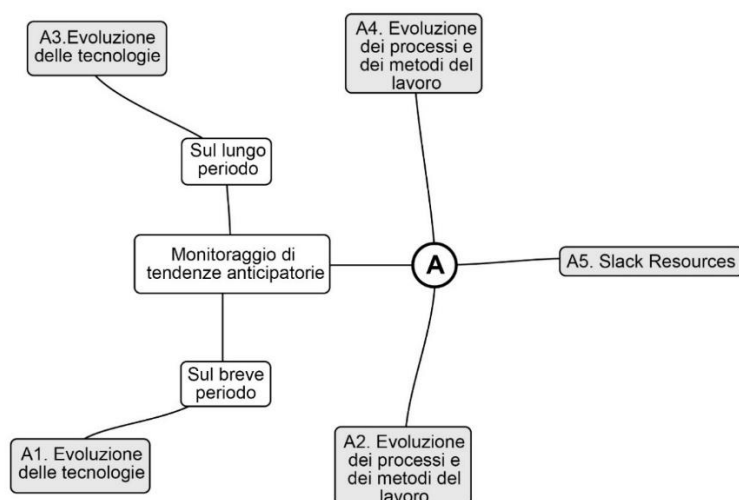 A3.Evoluzione
delle tecnologie
A4. Evoluzione
dei processi e
dei metodi del
lavoro
Sul lungo
periodo
Monitoraggio di
tendenze anticipatorie
A
A5. Slack Resources
Sul breve
periodo
A1. Evoluzione
delle tecnologie
A2. Evoluzione
dei processi e
dei metodi del
lavoro